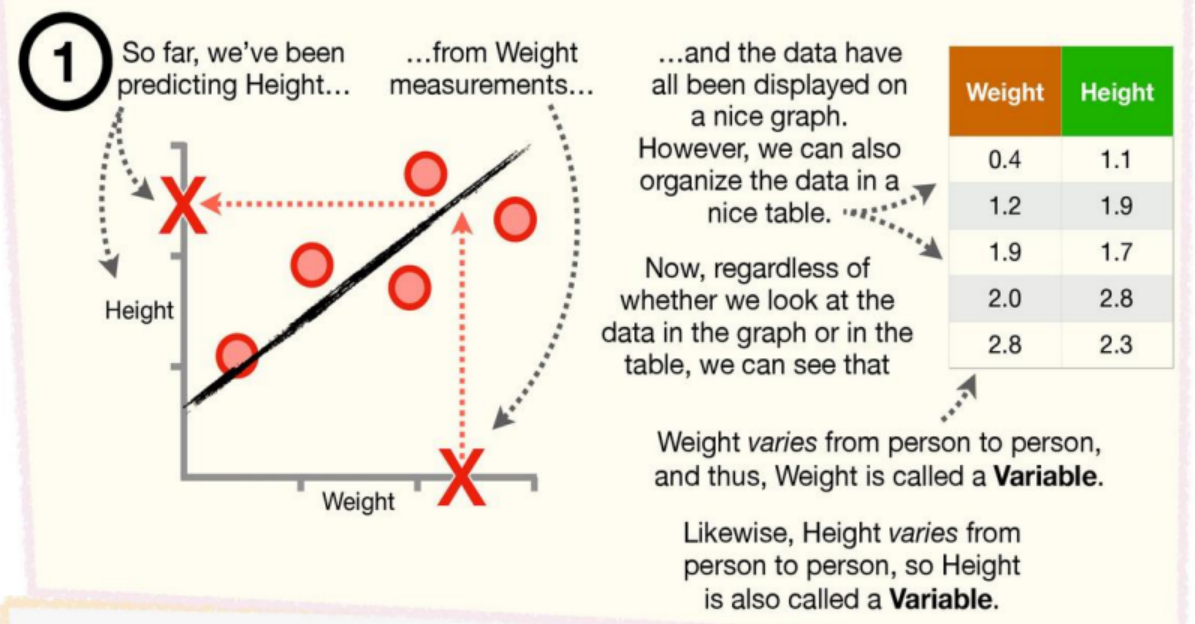 1
So far, we've been
predicting Height...
...from Weight
measurements...
...and the data have
all been displayed on
a nice graph.
However, we can also
organize the data in a
nice table.
Weight Height
0.4 1.1
1.2 1.9
1.9 1.7
2.0 2.8
2.8 2.3
Height
X
X
Weight
Now, regardless of
whether we look at the
data in the graph or in the
table, we can see that
Weight varies from person to person,
and thus, Weight is called a Variable.
Likewise, Height varies from
person to person, so Height
is also called a Variable.